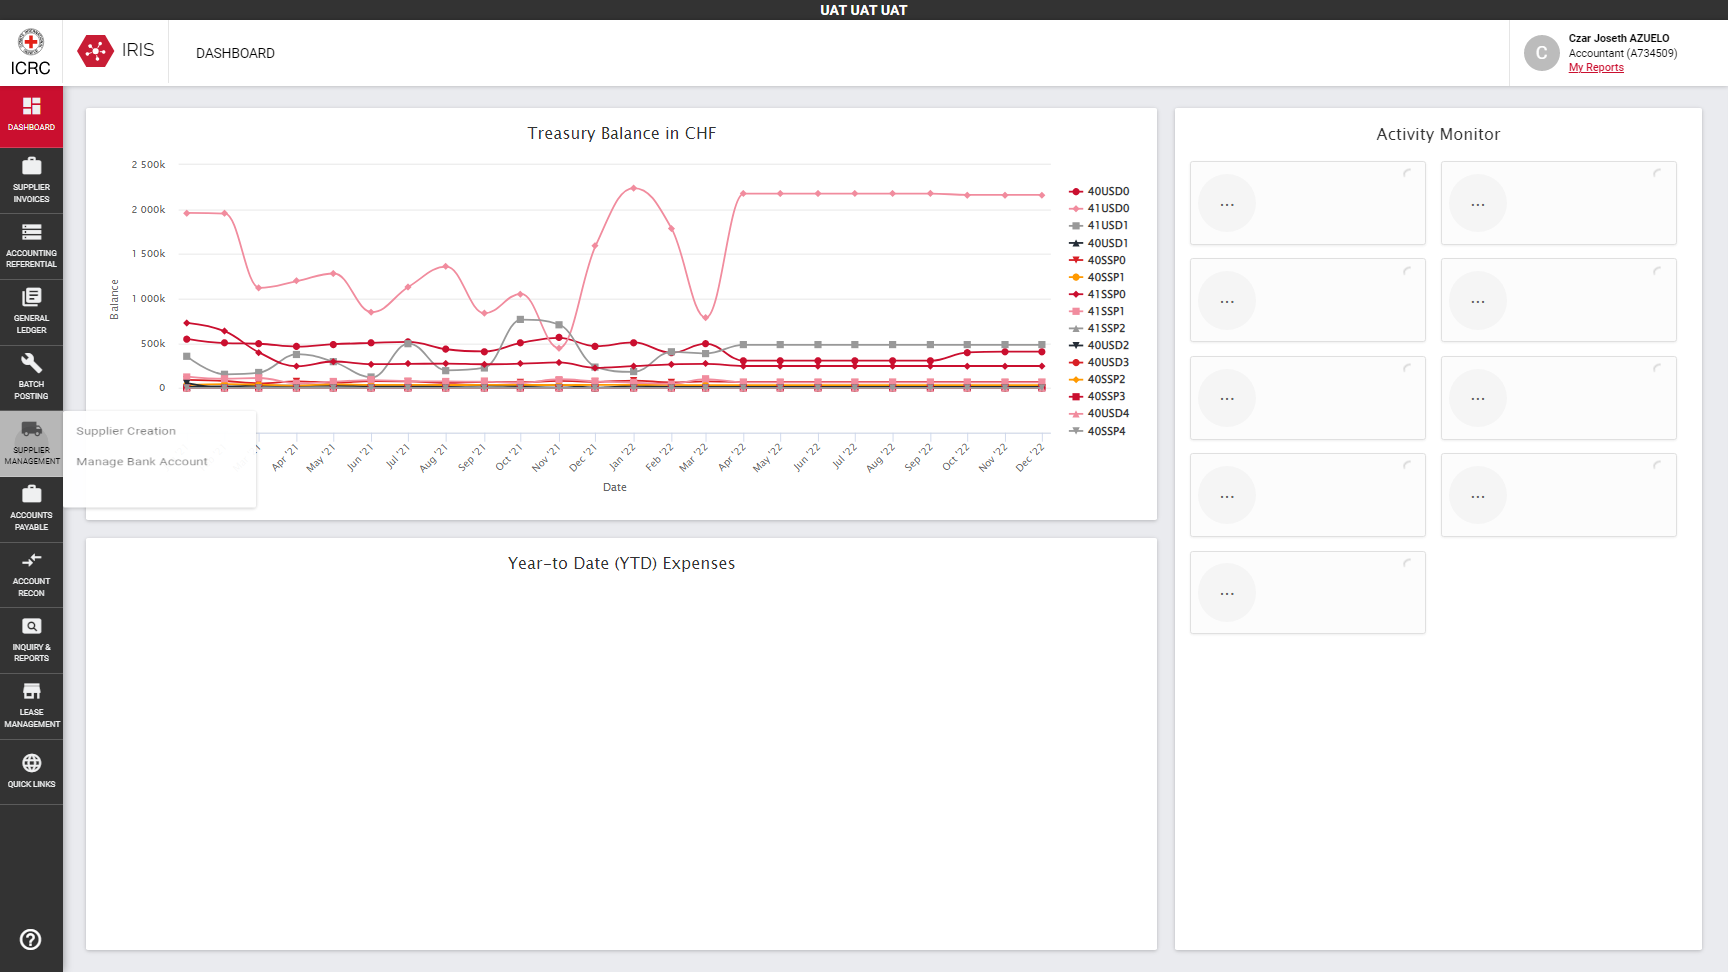 UAT UAT UAT
ICRC
IRIS
DASHBOARD
Czar Joseth AZUELO
Accountant (A734509)
My Reports
DASHBOARD
SUPPLIER
INVOICES
ACCOUNTING
REFERENTIAL
GENERAL
LEDGER
BATCH
POSTING
SUPPLIER
MANAGEMENT
Supplier Creation
Manage Bank Account
ACCOUNTS
PAYABLE
ACCOUNT
RECON
INQUIRY &
REPORTS
LEASE
MANAGEMENT
QUICK LINKS
Treasury Balance in CHF
Balance
2 500k
2 000k
1 500k
1 000k
500k
0
Apr '21
May '21
Jun '21
Jul '21
Aug '21
Sep '21
Oct '21
Nov '21
Dec '21
Jan '22
Feb '22
Mar '22
Apr '22
May '22
Jun '22
Jul '22
Aug '22
Sep '22
Oct '22
Nov '22
Dec '22
Date
40USD0
41USD0
41USD1
40USD1
40SSP0
40SSP1
41SSP0
41SSP1
41SSP2
40USD2
40USD3
40SSP2
40SSP3
40USD4
40SSP4
Year-to Date (YTD) Expenses
Activity Monitor
... ...
... ...
... ...
... ...
...